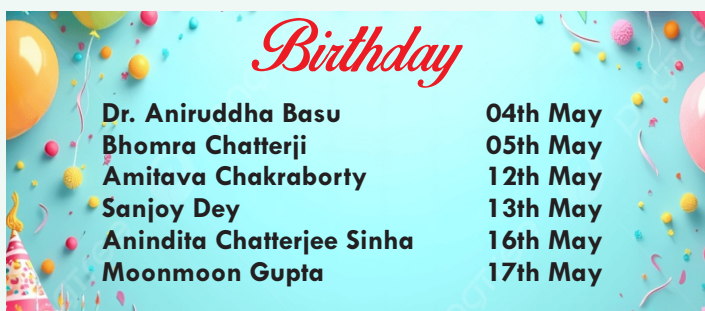 Birthday
Dr. Aniruddha Basu 04th May
Bhomra Chatterji 05th May
Amitava Chakraborty 12th May
Sanjoy Dey 13th May
Anindita Chatterjee Sinha 16th May
Moonmoon Gupta 17th May